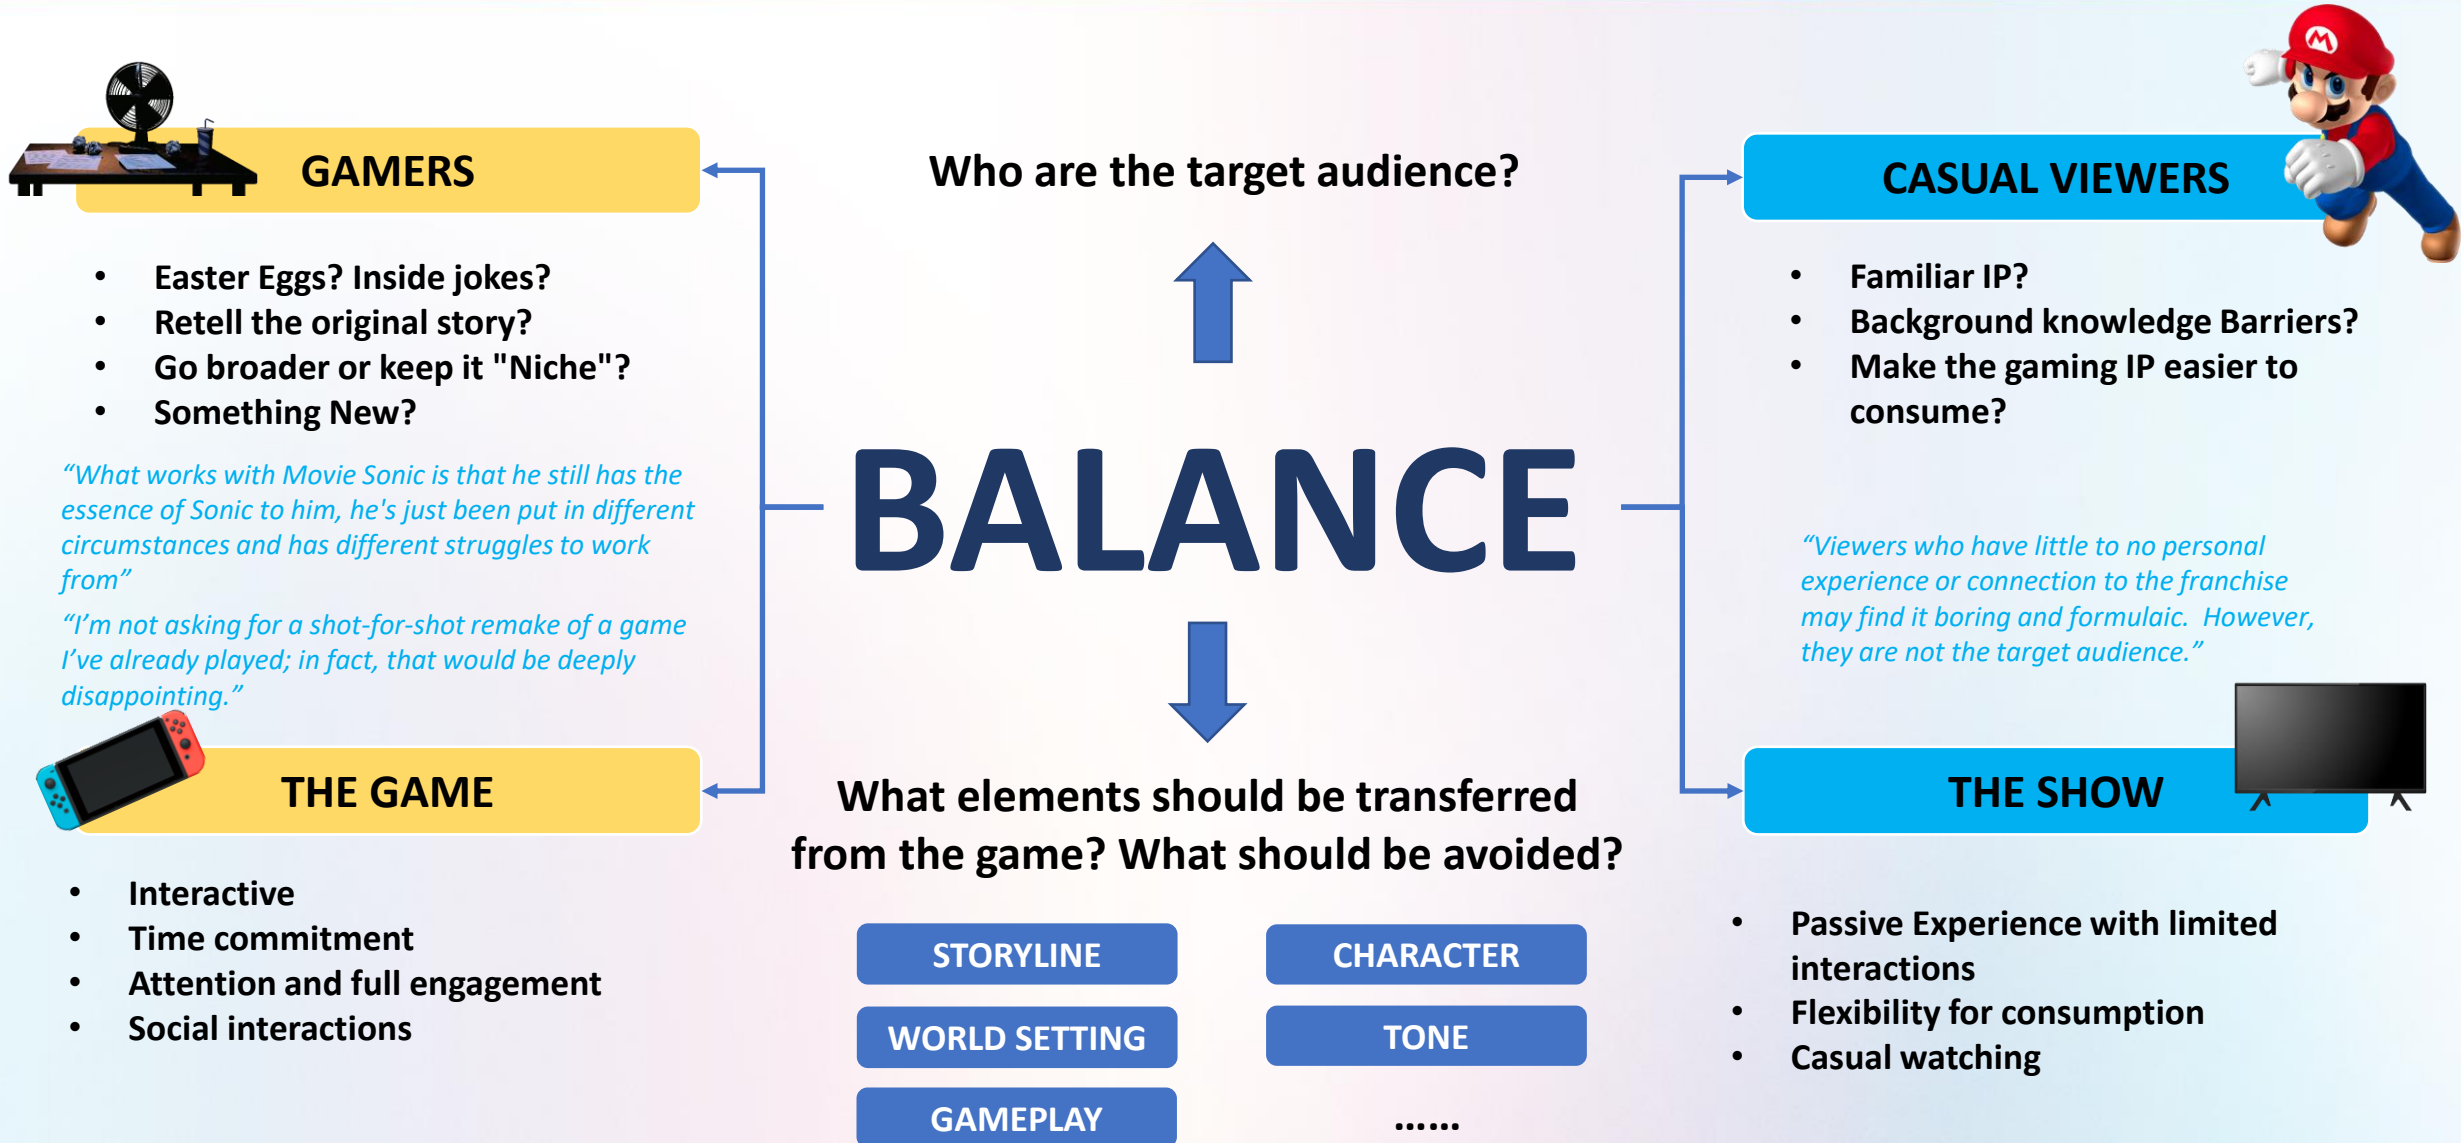 GAMERS
• Easter Eggs? Inside jokes?
• Retell the original story?
• Go broader or keep it "Niche"?
• Something New?
“What works with Movie Sonic is that he still has the
essence of Sonic to him, he's just been put in different
circumstances and has different struggles to work
from”
“I’m not asking for a shot-for-shot remake of a game
I’ve already played; in fact, that would be deeply
disappointing.”
THE GAME
• Interactive
• Time commitment
• Attention and full engagement
• Social interactions
Who are the target audience?
BALANCE
What elements should be transferred
from the game? What should be avoided?
STORYLINE
CHARACTER
WORLD SETTING
TONE
GAMEPLAY
......
M
CASUAL VIEWERS
• Familiar IP?
• Background knowledge Barriers?
• Make the gaming IP easier to
consume?
“Viewers who have little to no personal
experience or connection to the franchise
may find it boring and formulaic.  However,
they are not the target audience.”
THE SHOW
• Passive Experience with limited
interactions
• Flexibility for consumption
• Casual watching